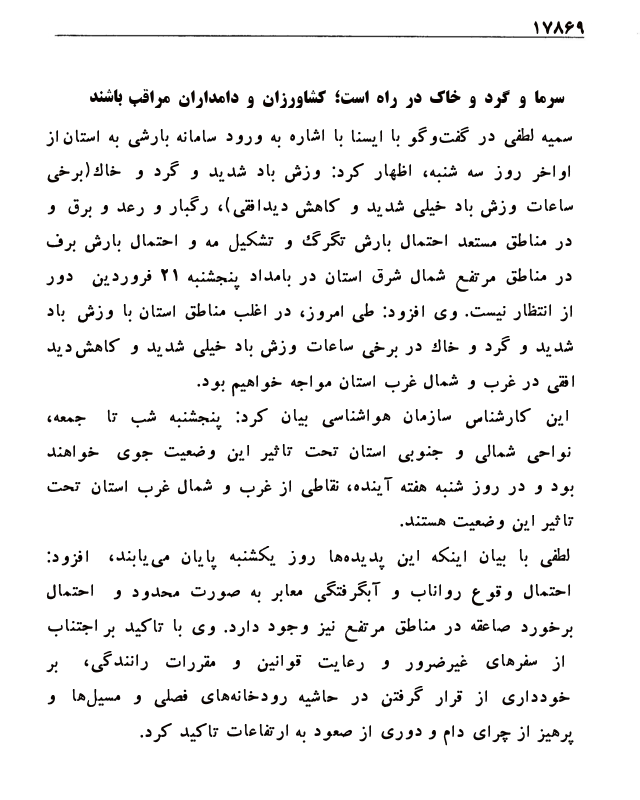 ۱۷۸۶۹
سرما و گرد و خاک در راه است؛ کشاورزان و دامداران مراقب باشند
سمیه لطفی در گفت‌وگو با ایسنا با اشاره به ورود سامانه بارشی به استان از
اواخر روز سه شنبه، اظهار کرد: وزش باد شدید و گرد و خاک(برخی
ساعات وزش باد خیلی شدید و کاهش دیدافقی)، رگبار و رعد و برق و
در مناطق مستعد احتمال بارش تگرگ و تشکیل مه و احتمال بارش برف
در مناطق مرتفع شمال شرق استان در بامداد پنجشنبه ۲۱ فروردین دور
از انتظار نیست. وی افزود: طی امروز، در اغلب مناطق استان با وزش باد
شدید و گرد و خاک در برخی ساعات وزش باد خیلی شدید و کاهش دید
افقی در غرب و شمال غرب استان مواجه خواهیم بود.
این کارشناس سازمان هواشناسی بیان کرد: پنجشنبه شب تا جمعه،
نواحی شمالی و جنوبی استان تحت تاثیر این وضعیت جوی خواهند
بود و در روز شنبه هفته آینده، نقاطی از غرب و شمال غرب استان تحت
تاثیر این وضعیت هستند.
لطفی با بیان اینکه این پدیده‌ها روز یکشنبه پایان می‌یابند، افزود:
احتمال وقوع رواناب و آبگرفتگی معابر به صورت محدود و احتمال
برخورد صاعقه در مناطق مرتفع نیز وجود دارد. وی با تاکید بر اجتناب
از سفرهای غیرضرور و رعایت قوانین و مقررات رانندگی، بر
خودداری از قرار گرفتن در حاشیه رودخانه‌های فصلی و مسیل‌ها و
پرهیز از چرای دام و دوری از صعود به ارتفاعات تاکید کرد.